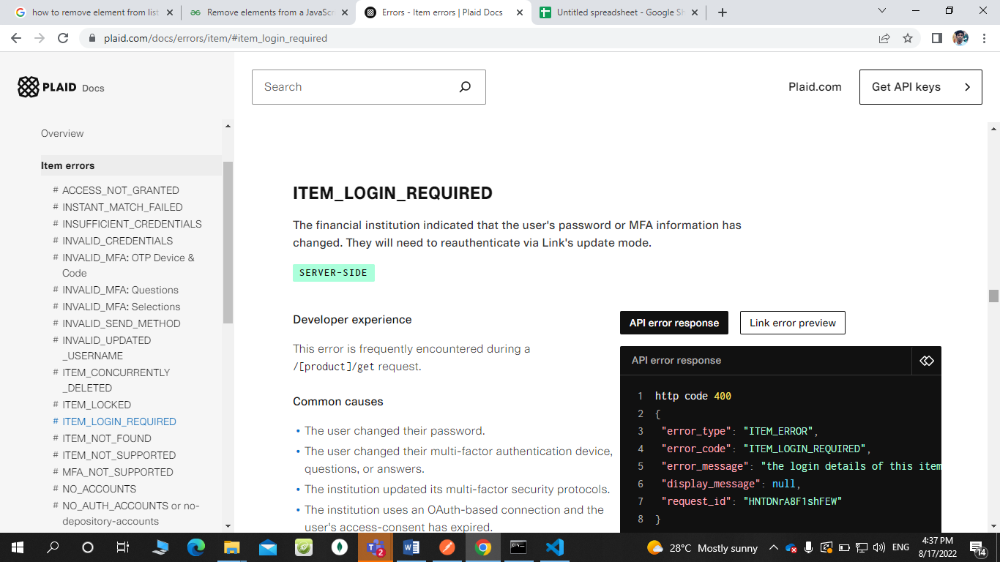 how to remove element from list
Remove elements from a JavaScr
Errors - Item errors | Plaid Docs
Untitled spreadsheet - Google Sh
plaid.com/docs/errors/item/#item_login_required
PLAID Docs
Search
Plaid.com
Get API keys
Overview
Item errors
# ACCESS_NOT_GRANTED
# INSTANT_MATCH_FAILED
# INSUFFICIENT_CREDENTIALS
# INVALID_CREDENTIALS
# INVALID_MFA: OTP Device &
Code
# INVALID_MFA: Questions
# INVALID_MFA: Selections
# INVALID_SEND_METHOD
# INVALID_UPDATED
_USERNAME
# ITEM_CONCURRENTLY
_DELETED
# ITEM_LOCKED
# ITEM_LOGIN_REQUIRED
# ITEM_NOT_FOUND
# ITEM_NOT_SUPPORTED
# MFA_NOT_SUPPORTED
# NO_ACCOUNTS
# NO_AUTH_ACCOUNTS or no-
depository-accounts
ITEM_LOGIN_REQUIRED
The financial institution indicated that the user's password or MFA information has
changed. They will need to reauthenticate via Link's update mode.
SERVER-SIDE
Developer experience
This error is frequently encountered during a
/[product]/get request.
Common causes
• The user changed their password.
• The user changed their multi-factor authentication device,
questions, or answers.
• The institution updated its multi-factor security protocols.
• The institution uses an OAuth-based connection and the
user's access-consent has expired.
API error response
Link error preview
API error response
1 http code 400
2 {
3 "error_type": "ITEM_ERROR",
4 "error_code": "ITEM_LOGIN_REQUIRED",
5 "error_message": "the login details of this item
6 "display_message": null,
7 "request_id": "HNTDNrA8F1shFEW"
8 }
2
28°C Mostly sunny
ENG
4:37 PM
8/17/2022
14